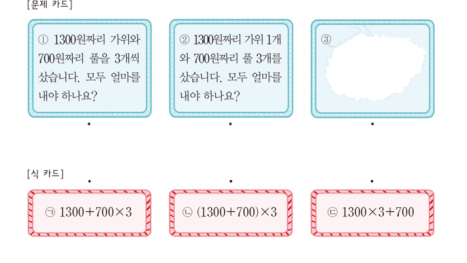 [문제 카드]
① 1300원짜리 가위와
700원짜리 풀을 3개씩
샀습니다. 모두 얼마를
내야 하나요?
② 1300원짜리 가위 1개
와 700원짜리 풀 3개를
샀습니다. 모두 얼마를
내야 하나요?
③
[식 카드]
㉠ 1300+700×3
㉡ (1300+700)×3
㉢ 1300×3+700